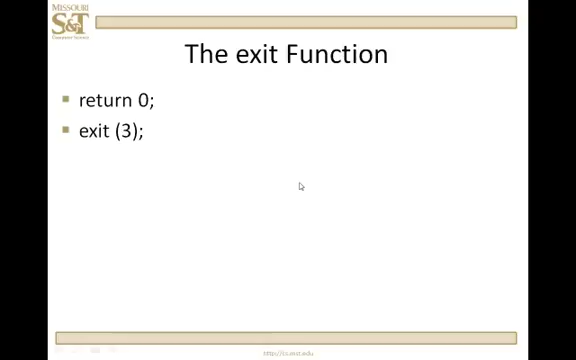 MISSOURI
S&T
The exit Function
return 0;
exit (3);
http://cs.mst.edu